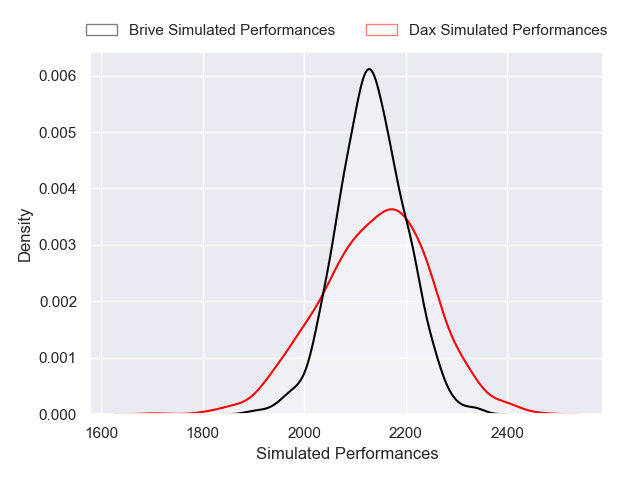 Brive Simulated Performances Dax Simulated Performances
0.006
0.005
0.004
0.003
0.002
0.001
0.000
Density
1600 1800 2000 2200 2400
Simulated Performances